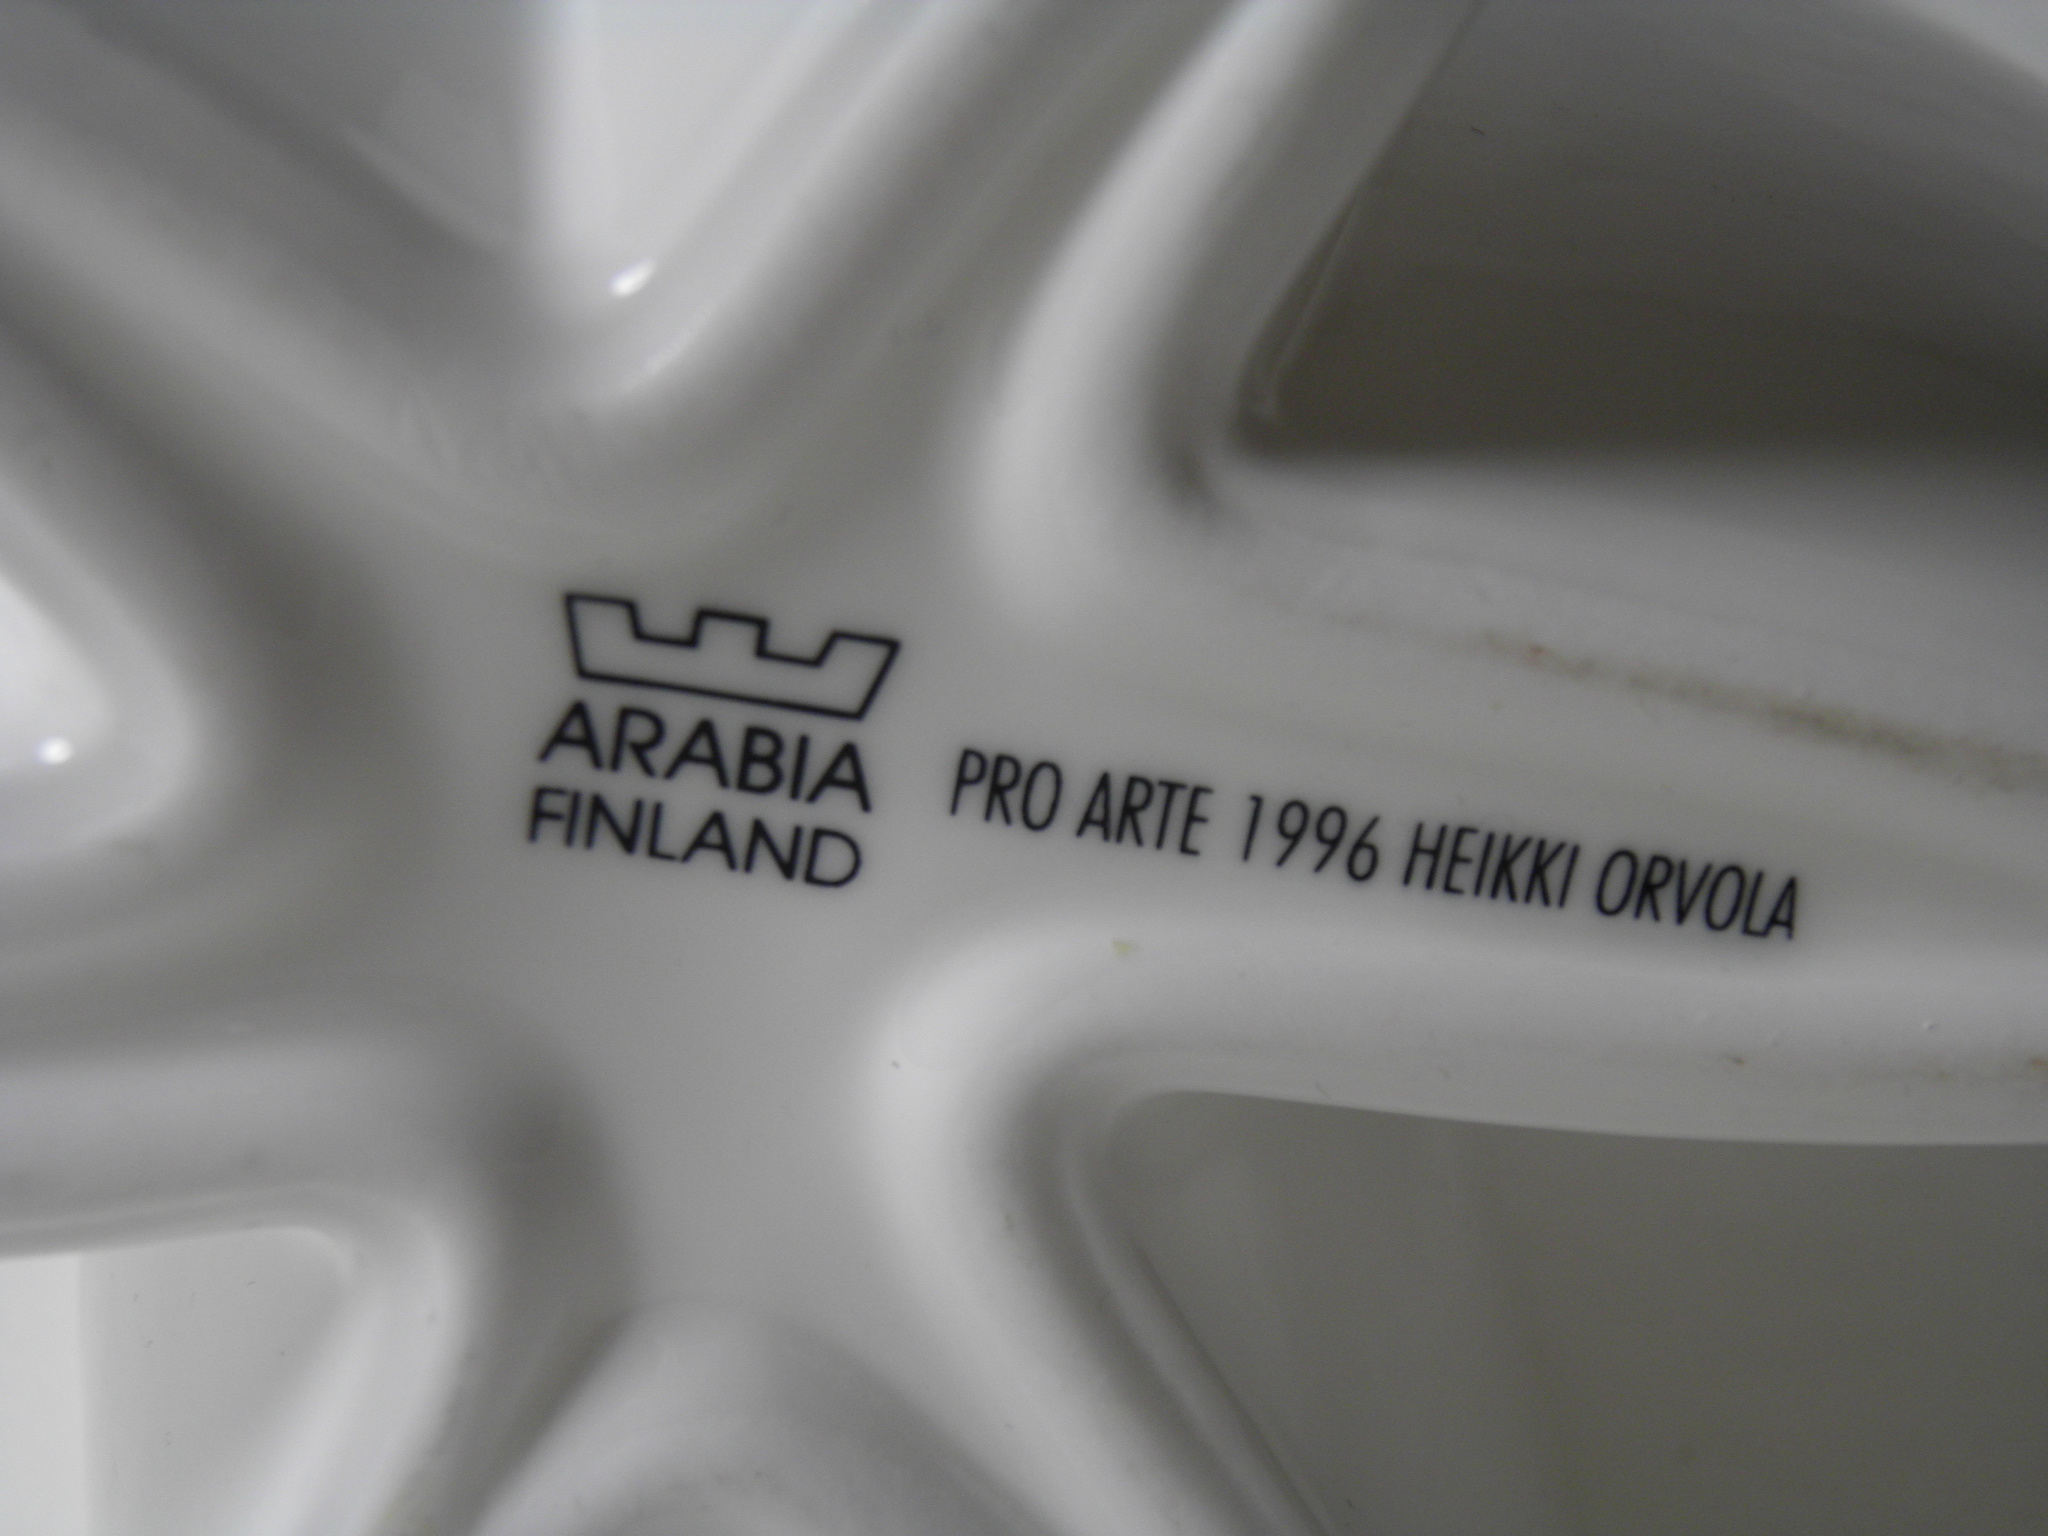 ARABIA
FINLAND
PRO ARTE 1996 HEIKKI ORVOLA